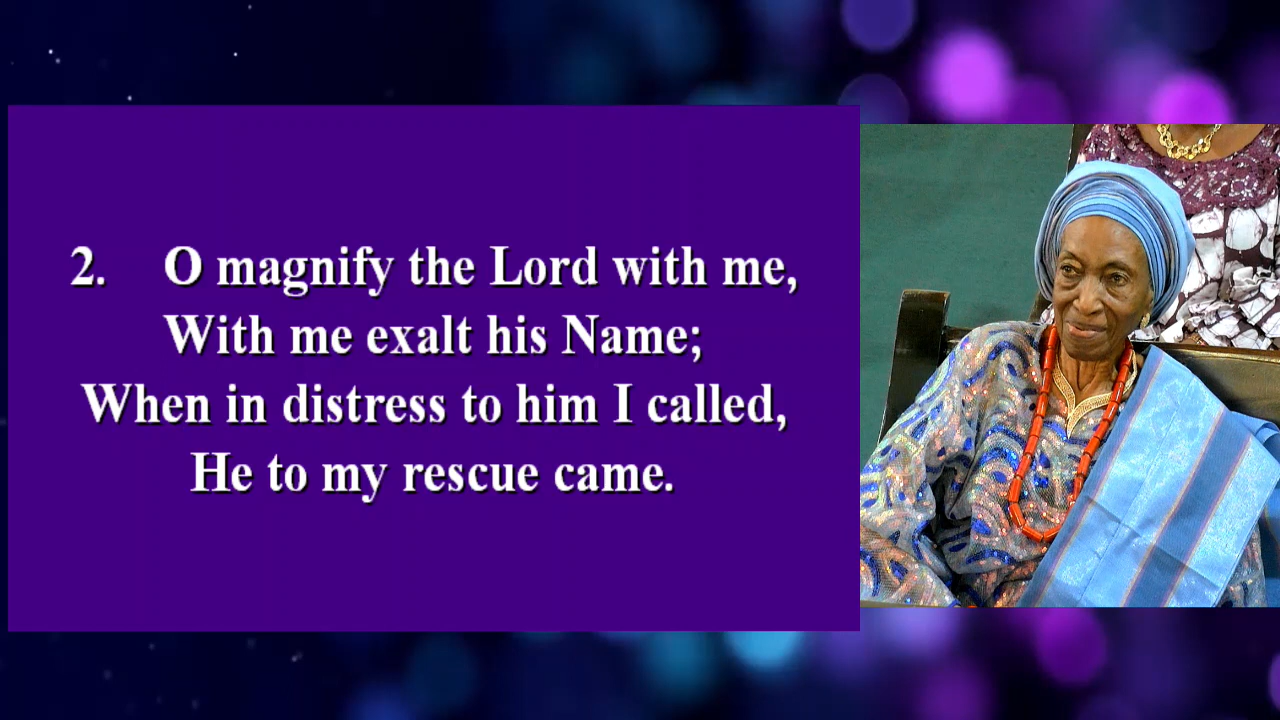 2. O magnify the Lord with me,
With me exalt his Name;
When in distress to him I called,
He to my rescue came.